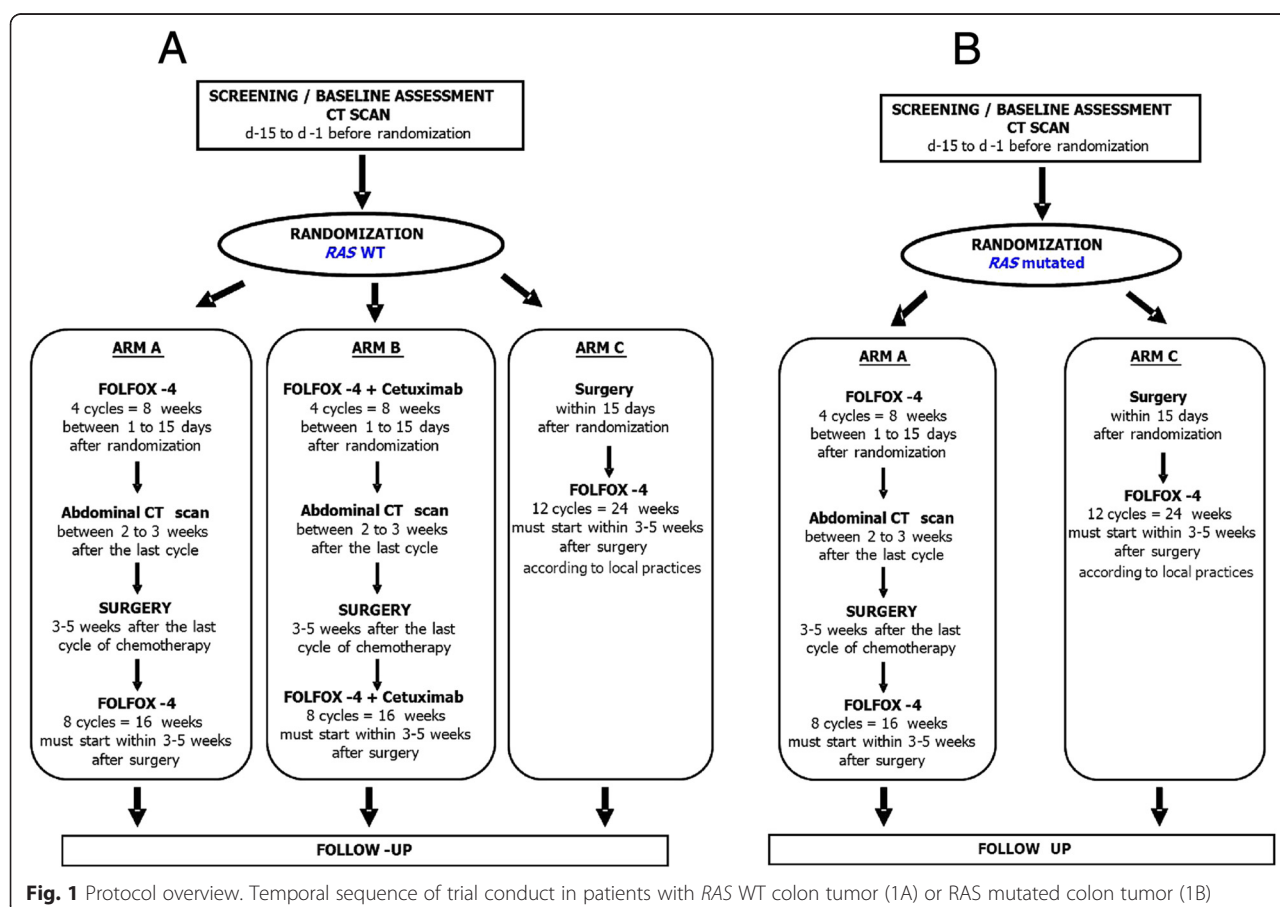 A
SCREENING / BASELINE ASSESSMENT
CT SCAN
d-15 to d -1 before randomization
RANDOMIZATION
RAS WT
ARM A
FOLFOX -4
4 cycles = 8 weeks
between 1 to 15 days
after randomization
Abdominal CT scan
between 2 to 3 weeks
after the last cycle
SURGERY
3-5 weeks after the last
cycle of chemotherapy
FOLFOX -4
8 cycles = 16 weeks
must start within 3-5 weeks
after surgery
ARM B
FOLFOX -4 + Cetuximab
4 cycles = 8 weeks
between 1 to 15 days
after randomization
Abdominal CT scan
between 2 to 3 weeks
after the last cycle
SURGERY
3-5 weeks after the last
cycle of chemotherapy
FOLFOX -4 + Cetuximab
8 cycles = 16 weeks
must start within 3-5 weeks
after surgery
ARM C
Surgery
within 15 days
after randomization
FOLFOX -4
12 cycles = 24 weeks
must start within 3-5 weeks
after surgery
according to local practices
FOLLOW -UP
B
SCREENING / BASELINE ASSESSMENT
CT SCAN
d-15 to d -1 before randomization
RANDOMIZATION
RAS mutated
ARM A
FOLFOX -4
4 cycles = 8 weeks
between 1 to 15 days
after randomization
Abdominal CT scan
between 2 to 3 weeks
after the last cycle
SURGERY
3-5 weeks after the last
cycle of chemotherapy
FOLFOX -4
8 cycles = 16 weeks
must start within 3-5 weeks
after surgery
ARM C
Surgery
within 15 days
after randomization
FOLFOX -4
12 cycles = 24 weeks
must start within 3-5 weeks
after surgery
according to local practices
FOLLOW UP
Fig. 1 Protocol overview. Temporal sequence of trial conduct in patients with RAS WT colon tumor (1A) or RAS mutated colon tumor (1B)